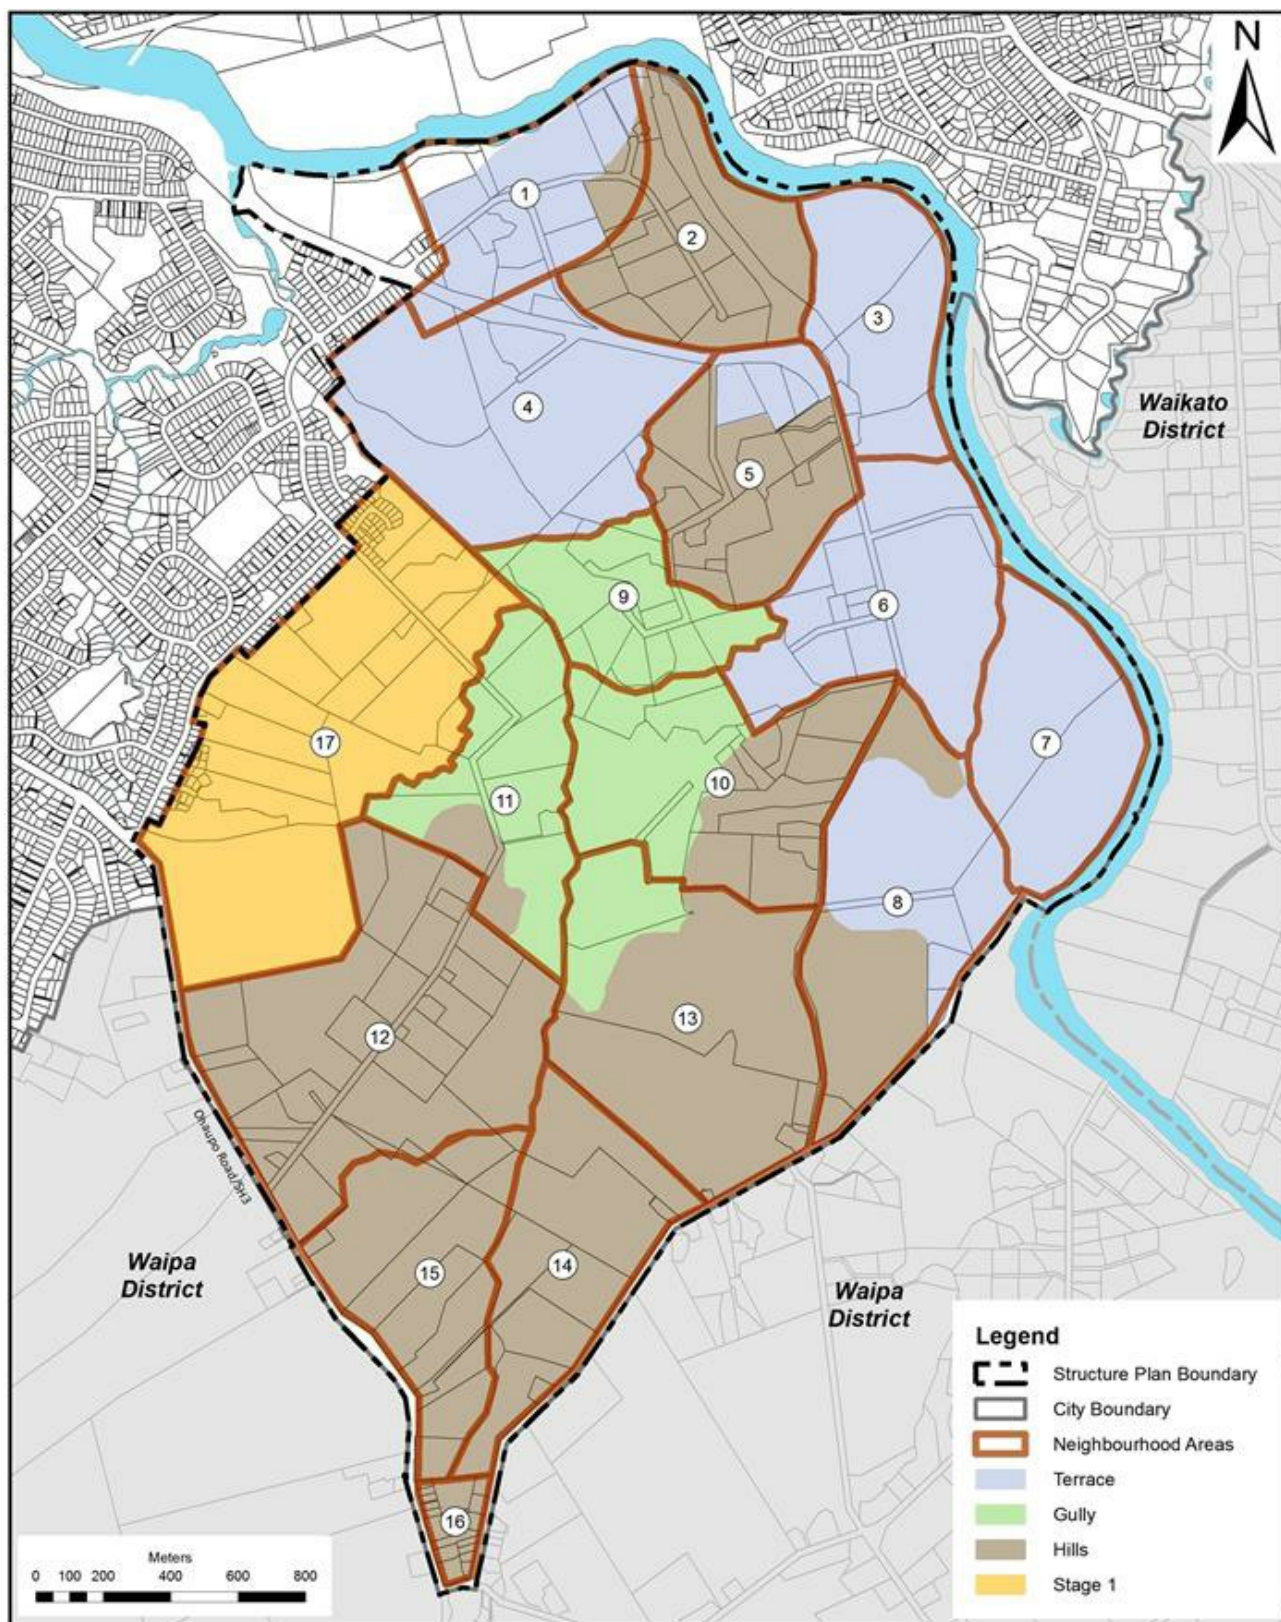 N
1
2
3
Waikato
District
4
5
6
9
7
17
10
11
8
13
12
Ohaupo Road/SH3
Waipa
District
14
15
Waipa
District
16
Legend
Structure Plan Boundary
City Boundary
Neighbourhood Areas
Terrace
Gully
Hills
Stage 1
Meters
0 100 200 400 600 800